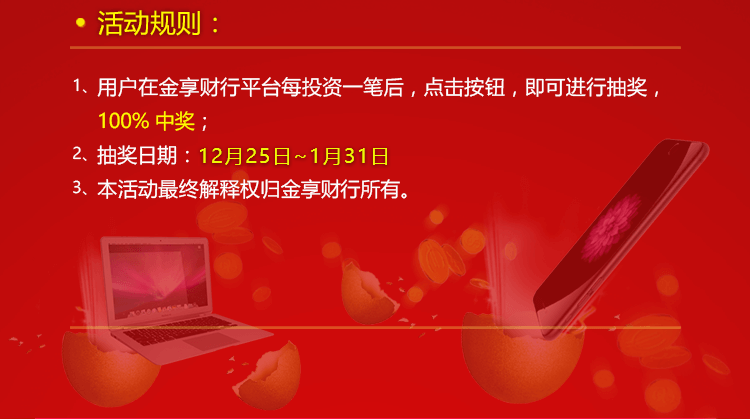 • 活动规则：
1、用户在金享财行平台每投资一笔后，点击按钮，即可进行抽奖，
100% 中奖；
2、抽奖日期：12月25日~1月31日
3、本活动最终解释权归金享财行所有。